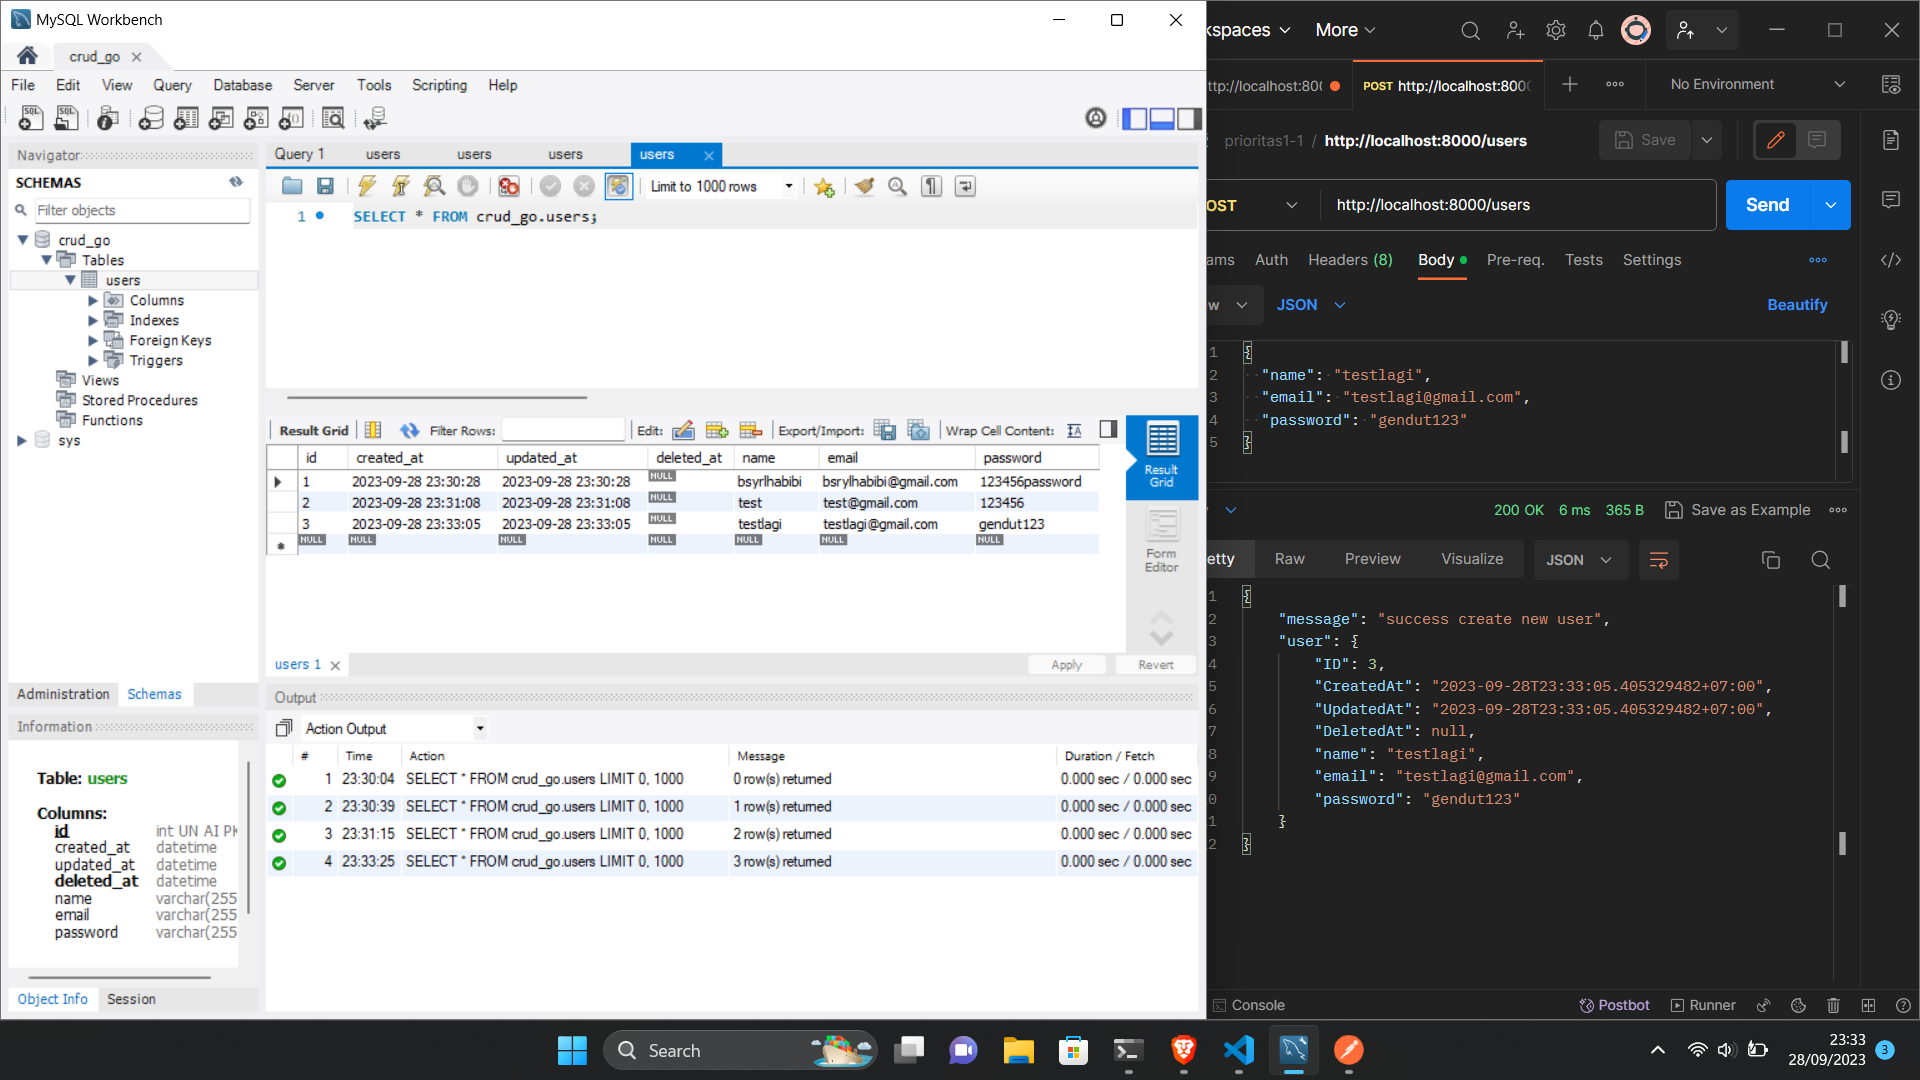 MySQL Workbench
crud_go
File Edit View Query Database Server Tools Scripting Help
Navigator
SCHEMAS
Filter objects
crud_go
Tables
users
Columns
Indexes
Foreign Keys
Triggers
Views
Stored Procedures
Functions
sys
Administration Schemas
Information
Table: users
Columns:
id int UN AI PK
created_at datetime
updated_at datetime
deleted_at datetime
name varchar(255
email varchar(255
password varchar(255
Object Info Session
Query 1 users users users users
Limit to 1000 rows
1 SELECT * FROM crud_go.users;
Result Grid Filter Rows: Edit: Export/Import: Wrap Cell Content:
id created_at updated_at deleted_at name email password
1 2023-09-28 23:30:28 2023-09-28 23:30:28 NULL bsyrlhabibi bsrylhabibi@gmail.com 123456password
2 2023-09-28 23:31:08 2023-09-28 23:31:08 NULL test test@gmail.com 123456
3 2023-09-28 23:33:05 2023-09-28 23:33:05 NULL testlagi testlagi@gmail.com gendut123
NULL NULL NULL NULL NULL NULL NULL
Result
Grid
Form
Editor
users 1 Apply Revert
Output
Action Output
# Time Action Message Duration / Fetch
1 23:30:04 SELECT * FROM crud_go.users LIMIT 0, 1000 0 row(s) returned 0.000 sec / 0.000 sec
2 23:30:39 SELECT * FROM crud_go.users LIMIT 0, 1000 1 row(s) returned 0.000 sec / 0.000 sec
3 23:31:15 SELECT * FROM crud_go.users LIMIT 0, 1000 2 row(s) returned 0.000 sec / 0.000 sec
4 23:33:25 SELECT * FROM crud_go.users LIMIT 0, 1000 3 row(s) returned 0.000 sec / 0.000 sec
kspaces More
ttp://localhost:800 POST http://localhost:8000 No Environment
prioritas1-1 / http://localhost:8000/users Save
OST http://localhost:8000/users Send
ams Auth Headers (8) Body Pre-req. Tests Settings
w JSON Beautify
1 {
2 "name": "testlagi",
3 "email": "testlagi@gmail.com",
4 "password": "gendut123"
5 }
200 OK 6 ms 365 B Save as Example
etty Raw Preview Visualize JSON
1 {
2 "message": "success create new user",
3 "user": {
4 "ID": 3,
5 "CreatedAt": "2023-09-28T23:33:05.405329482+07:00",
6 "UpdatedAt": "2023-09-28T23:33:05.405329482+07:00",
7 "DeletedAt": null,
8 "name": "testlagi",
9 "email": "testlagi@gmail.com",
0 "password": "gendut123"
1 }
2 }
Console Postbot Runner
Search
23:33
28/09/2023 3